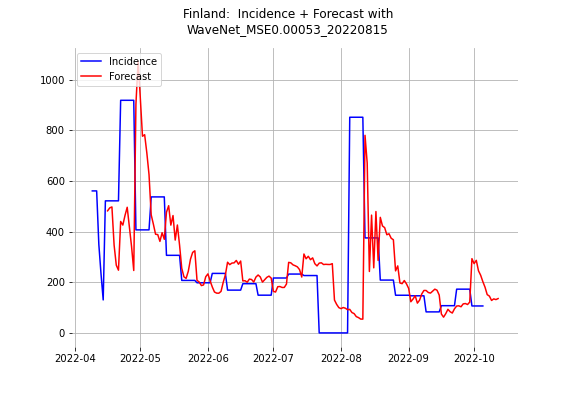 Finland:  Incidence + Forecast with
WaveNet_MSE0.00053_20220815
Incidence
Forecast
1000
800
600
400
200
0
2022-04 2022-05 2022-06 2022-07 2022-08 2022-09 2022-10